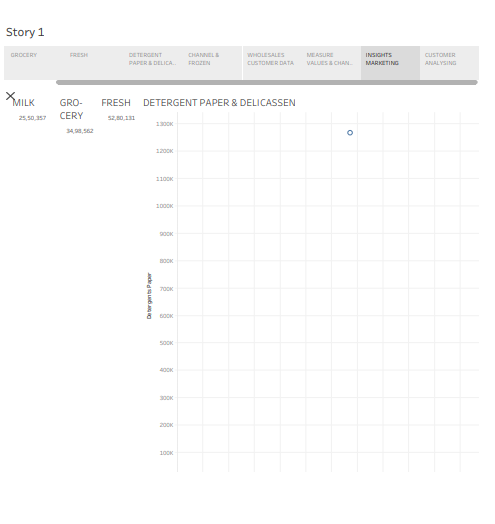 Story 1
GROCERY
FRESH
DETERGENT
PAPER & DELICA..
CHANNEL &
FROZEN
WHOLESALES
CUSTOMER DATA
MEASURE
VALUES & CHAN..
INSIGHTS
MARKETING
CUSTOMER
ANALYSING
MILK
25,50,357
GRO-
CERY
34,98,562
FRESH
52,80,131
DETERGENT PAPER & DELICASSEN
1300K
1200K
1100K
1000K
900K
800K
700K
600K
500K
400K
300K
200K
100K
Detergents Paper